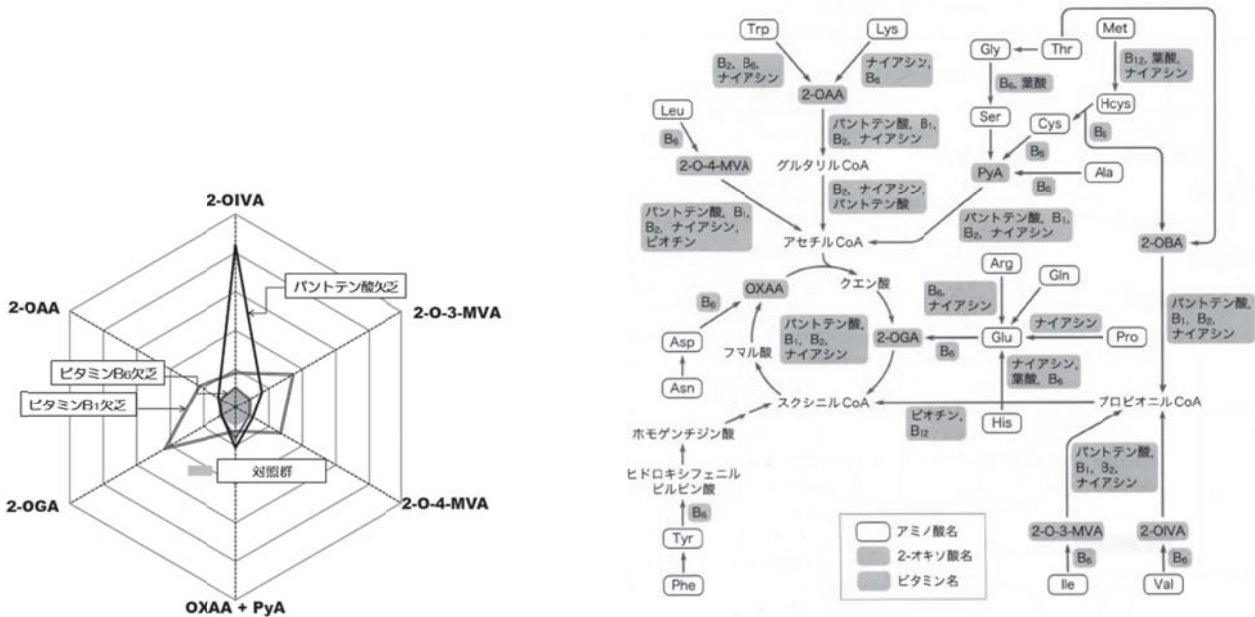 2-OIVA
パントテン酸欠乏
2-OAA
2-O-3-MVA
ビタミンB6欠乏
ビタミンB1欠乏
対照群
2-OGA
2-O-4-MVA
OXAA + PyA
Trp
Lys
Gly
Thr
Met
B2, B6,
ナイアシン
ナイアシン,
B6
B12, 葉酸,
ナイアシン
2-OAA
B6, 葉酸
Hcys
Leu
Ser
Cys
B6
B6
パントテン酸, B1,
B2, ナイアシン
B6
2-O-4-MVA
グルタリルCoA
PyA
Ala
B6
B2, ナイアシン,
パントテン酸
パントテン酸, B1,
B2, ナイアシン,
ビオチン
パントテン酸, B1,
B2, ナイアシン
アセチルCoA
2-OBA
Arg
Gln
OXAA
クエン酸
B6
B6,
ナイアシン
パントテン酸,
B1, B2,
ナイアシン
パントテン酸,
B1, B2,
ナイアシン
ナイアシン
Asp
2-OGA
Glu
Pro
フマル酸
B6
ナイアシン,
葉酸, B6
Asn
スクシニルCoA
プロピオニルCoA
ビオチン,
B12
His
ホモゲンチジン酸
パントテン酸,
B1, B2,
ナイアシン
ヒドロキシフェニル
ピルビン酸
B6
アミノ酸名
2-オキソ酸名
ビタミン名
2-O-3-MVA
2-OIVA
Tyr
B6
B6
Phe
Ile
Val